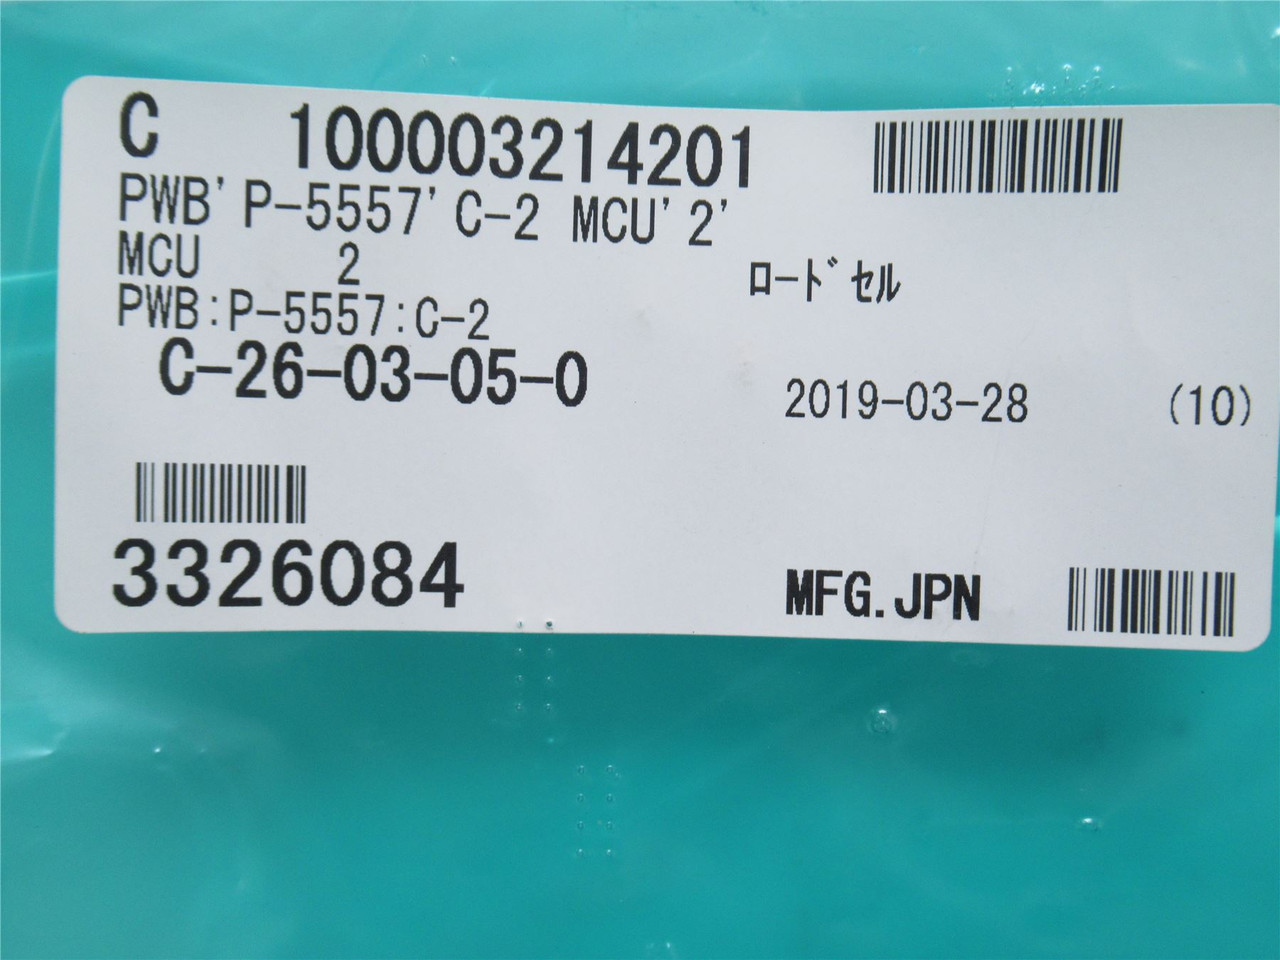 C 100003214201
PWB' P-5557' C-2 MCU' 2'
MCU 2
ﾛｰﾄﾞｾﾙ
PWB:P-5557:C-2
C-26-03-05-0
2019-03-28 (10)
3326084
MFG.JPN